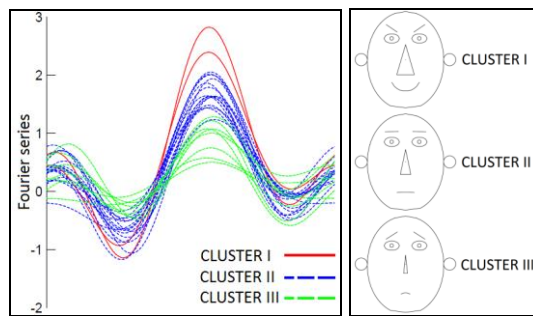 3
2
1
0
-1
-2
Fourier series
CLUSTER I
CLUSTER II
CLUSTER III
CLUSTER I
CLUSTER II
CLUSTER III